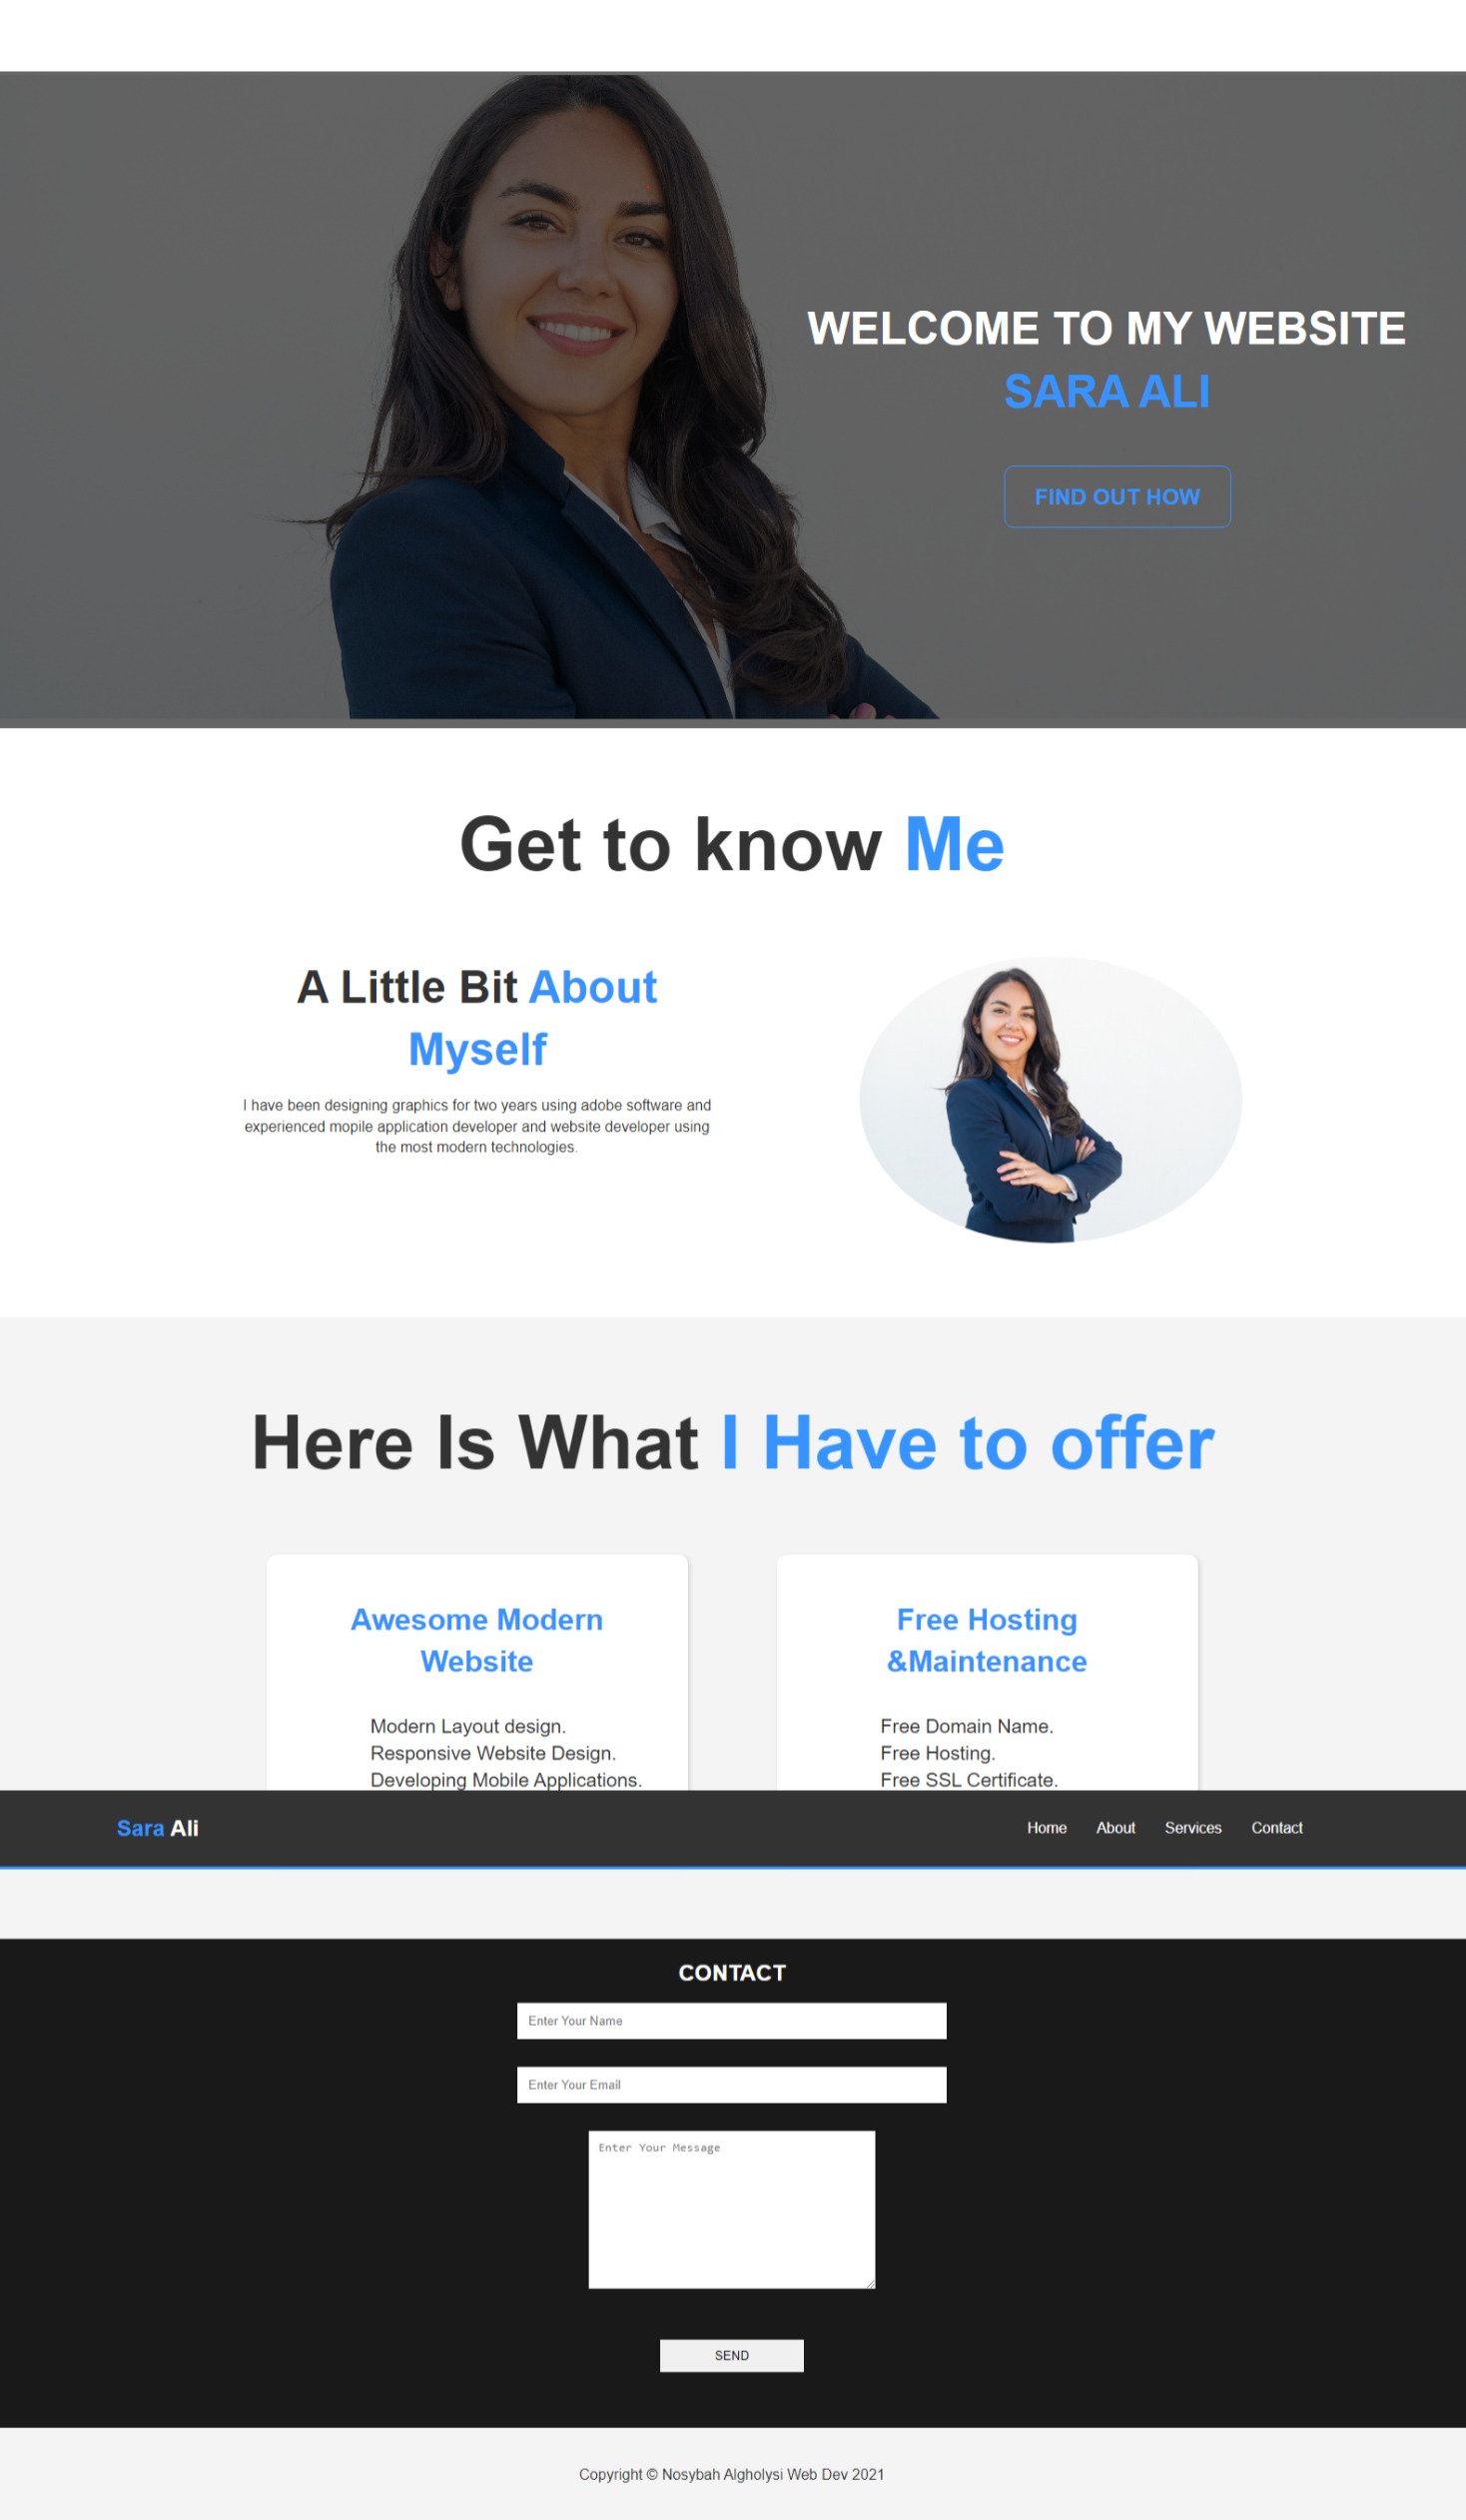 WELCOME TO MY WEBSITE
SARA ALI
FIND OUT HOW
Get to know Me
A Little Bit About
Myself
I have been designing graphics for two years using adobe software and
experienced mopile application developer and website developer using
the most modern technologies.
Here Is What I Have to offer
Awesome Modern
Website
Modern Layout design.
Responsive Website Design.
Developing Mobile Applications.
Free Hosting
&Maintenance
Free Domain Name.
Free Hosting.
Free SSL Certificate.
Sara Ali
Home About Services Contact
CONTACT
Enter Your Name
Enter Your Email
Enter Your Message
SEND
Copyright © Nosybah Algholysi Web Dev 2021